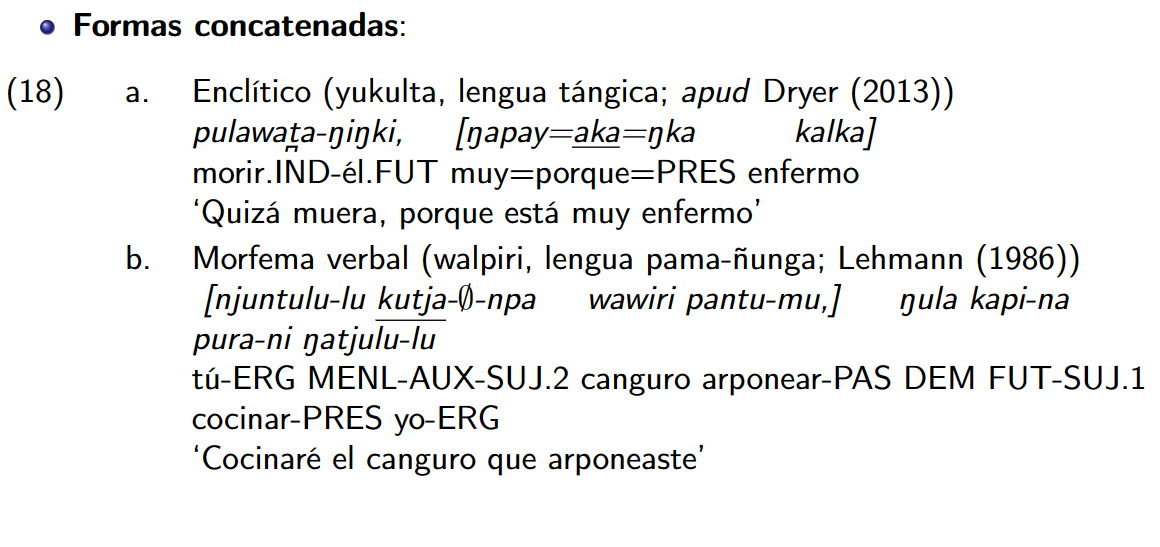 • Formas concatenadas:
(18) a. Enclítico (yukulta, lengua tángica; apud Dryer (2013))
pulawaṯ̣a-ŋiŋki, [ŋapay=aka=ŋka kalka]
morir.IND-él.FUT muy=porque=PRES enfermo
‘Quizá muera, porque está muy enfermo’
b. Morfema verbal (walpiri, lengua pama-ñunga; Lehmann (1986))
[njuntulu-lu kutja-∅-npa wawiri pantu-mu,] ŋula kapi-na
pura-ni ŋatjulu-lu
tú-ERG MENL-AUX-SUJ.2 canguro arponear-PAS DEM FUT-SUJ.1
cocinar-PRES yo-ERG
‘Cocinaré el canguro que arponeaste’